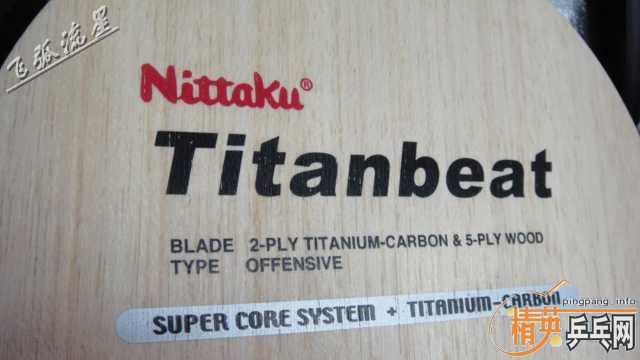 飞弧流星
Nittaku®
Titanbeat
BLADE 2-PLY TITANIUM-CARBON & 5-PLY WOOD
TYPE OFFENSIVE
SUPER CORE SYSTEM + TITANIUM-CARBON
pingpang.info
精英乒乓网